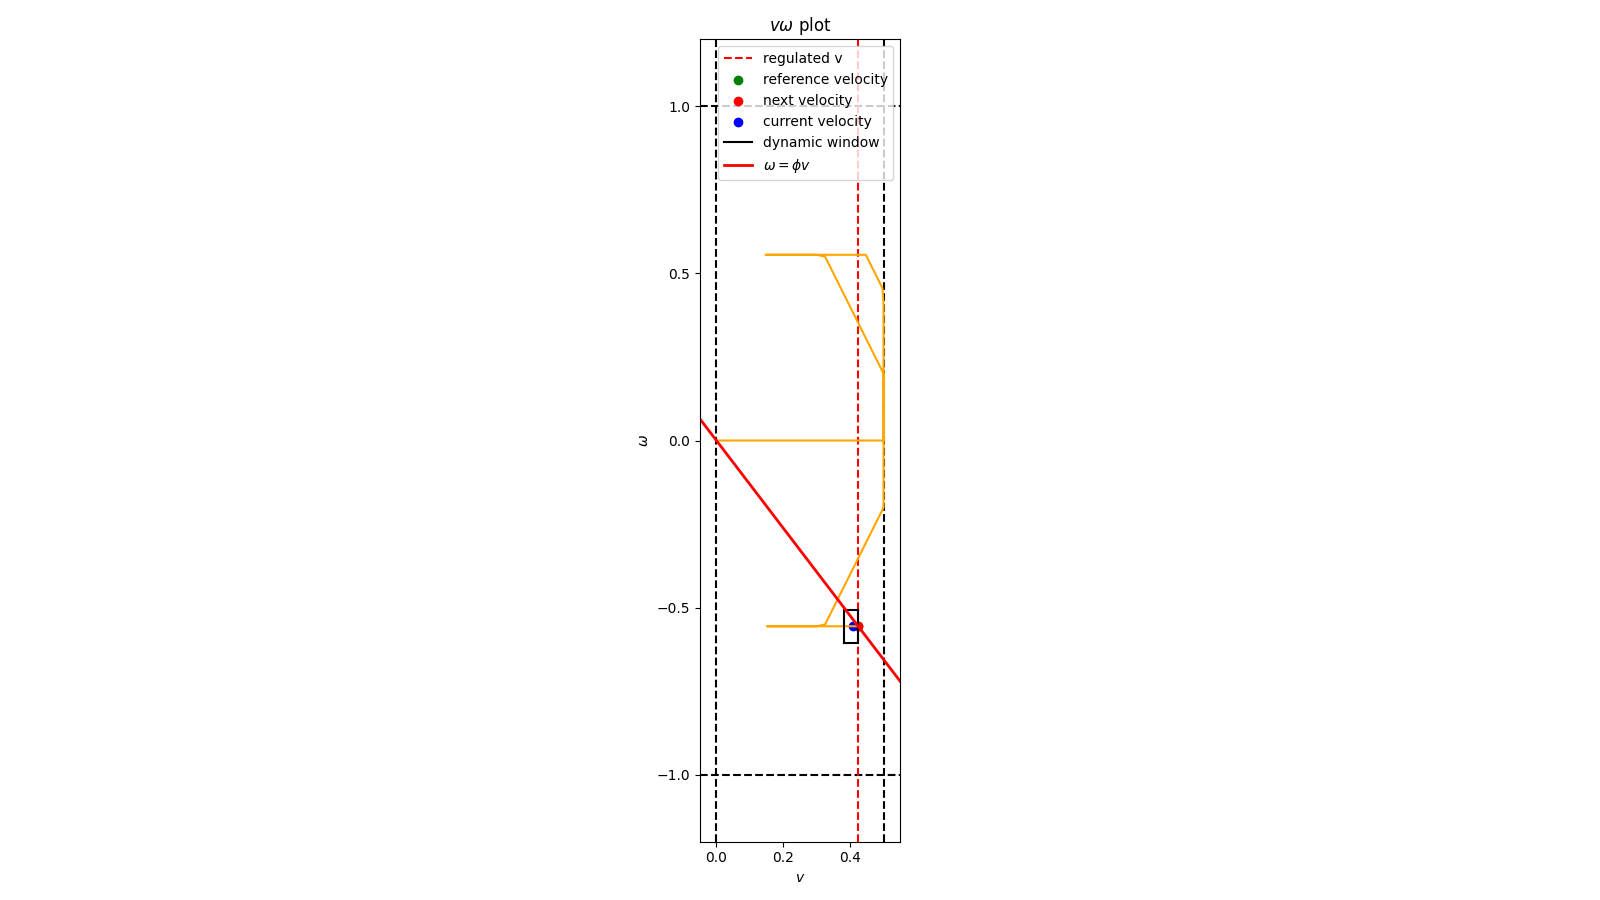 vω plot
regulated v
reference velocity
next velocity
current velocity
dynamic window
ω = ϕv
1.0
0.5
0.0
−0.5
−1.0
ω
0.0 0.2 0.4
v